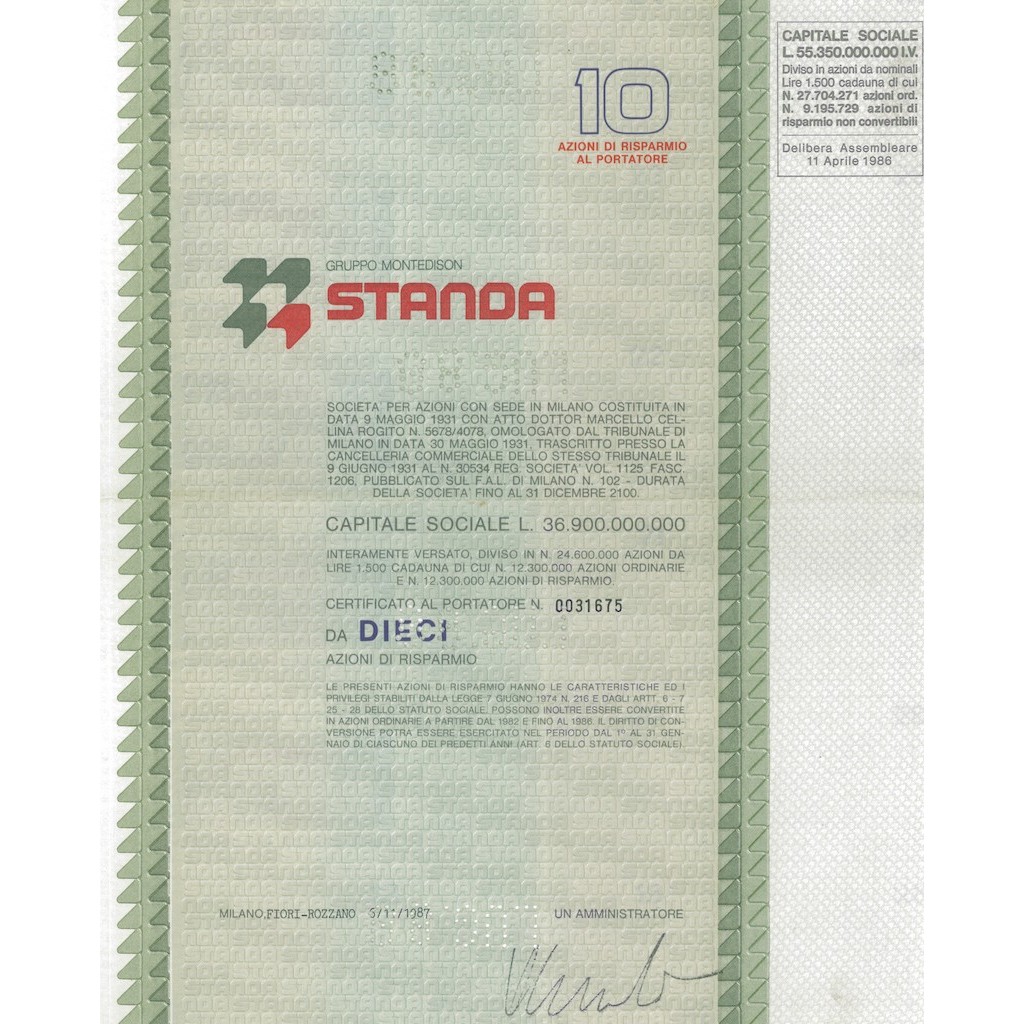 CAPITALE SOCIALE
L. 55.350.000.000 I.V.
Diviso in azioni da nominali
Lire 1.500 cadauna di cui
N. 27.704.271 azioni ord.
N. 9.195.729 azioni di
risparmio non convertibili
Delibera Assembleare
11 Aprile 1986
10
AZIONI DI RISPARMIO
AL PORTATORE
GRUPPO MONTEDISON
STANDA
SOCIETA' PER AZIONI CON SEDE IN MILANO COSTITUITA IN
DATA 9 MAGGIO 1931 CON ATTO DOTTOR MARCELLO CEL-
LINA ROGITO N. 5678/4078, OMOLOGATO DAL TRIBUNALE DI
MILANO IN DATA 30 MAGGIO 1931, TRASCRITTO PRESSO LA
CANCELLERIA COMMERCIALE DELLO STESSO TRIBUNALE IL
9 GIUGNO 1931 AL N. 30534 REG. SOCIETA' VOL. 1125 FASC.
1206, PUBBLICATO SUL F.A.L. DI MILANO N. 102 - DURATA
DELLA SOCIETA' FINO AL 31 DICEMBRE 2100.
CAPITALE SOCIALE L. 36.900.000.000
INTERAMENTE VERSATO, DIVISO IN N. 24.600.000 AZIONI DA
LIRE 1.500 CADAUNA DI CUI N. 12.300.000 AZIONI ORDINARIE
E N. 12.300.000 AZIONI DI RISPARMIO.
CERTIFICATO AL PORTATORE N. 0031675
DA DIECI
AZIONI DI RISPARMIO
LE PRESENTI AZIONI DI RISPARMIO HANNO LE CARATTERISTICHE ED I
PRIVILEGI STABILITI DALLA LEGGE 7 GIUGNO 1974 N. 216 E DAGLI ARTT. 6 - 7
25 - 28 DELLO STATUTO SOCIALE. POSSONO INOLTRE ESSERE CONVERTITE
IN AZIONI ORDINARIE A PARTIRE DAL 1982 E FINO AL 1986. IL DIRITTO DI CON-
VERSIONE POTRA ESSERE ESERCITATO NEL PERIODO DAL 1° AL 31 GEN-
NAIO DI CIASCUNO DEI PREDETTI ANNI (ART. 6 DELLO STATUTO SOCIALE).
MILANO, FIORI-ROZZANO 6/11/1987
UN AMMINISTRATORE